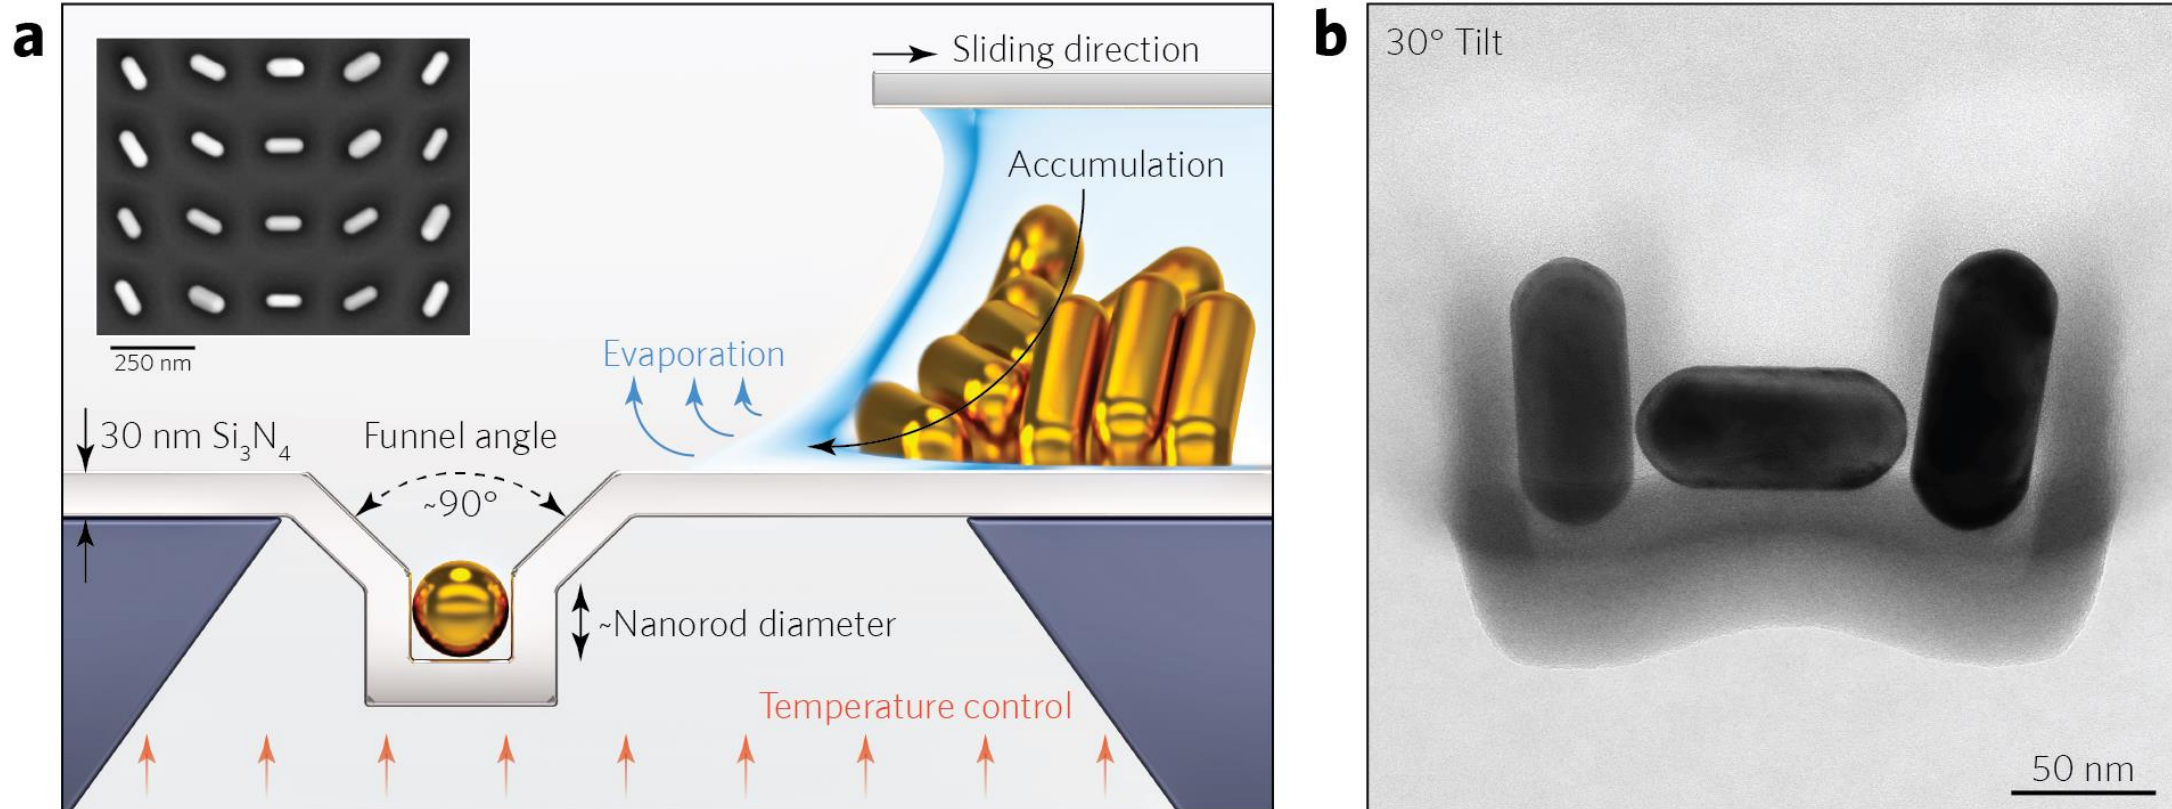 a
Sliding direction
Accumulation
250 nm
Evaporation
30 nm Si₃N₄
Funnel angle
~90°
~Nanorod diameter
Temperature control
b
30° Tilt
50 nm